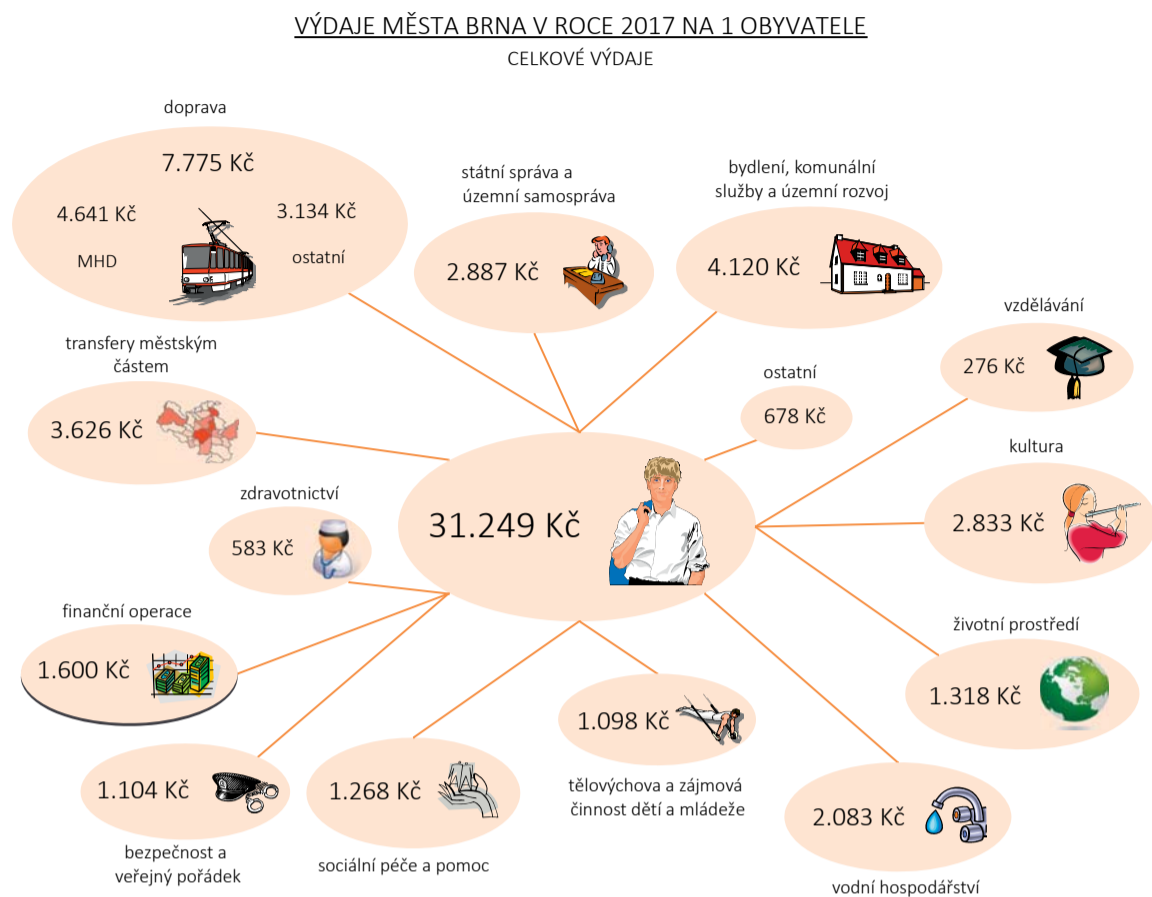 VÝDAJE MĚSTA BRNA V ROCE 2017 NA 1 OBYVATELE
CELKOVÉ VÝDAJE
doprava
7.775 Kč
4.641 Kč
MHD
3.134 Kč
ostatní
státní správa a
územní samospráva
2.887 Kč
bydlení, komunální
služby a územní rozvoj
4.120 Kč
vzdělávání
276 Kč
transfery městským
částem
3.626 Kč
ostatní
678 Kč
kultura
2.833 Kč
zdravotnictví
583 Kč
31.249 Kč
finanční operace
1.600 Kč
životní prostředí
1.318 Kč
1.104 Kč
bezpečnost a
veřejný pořádek
1.268 Kč
sociální péče a pomoc
1.098 Kč
tělovýchova a zájmová
činnost dětí a mládeže
2.083 Kč
vodní hospodářství